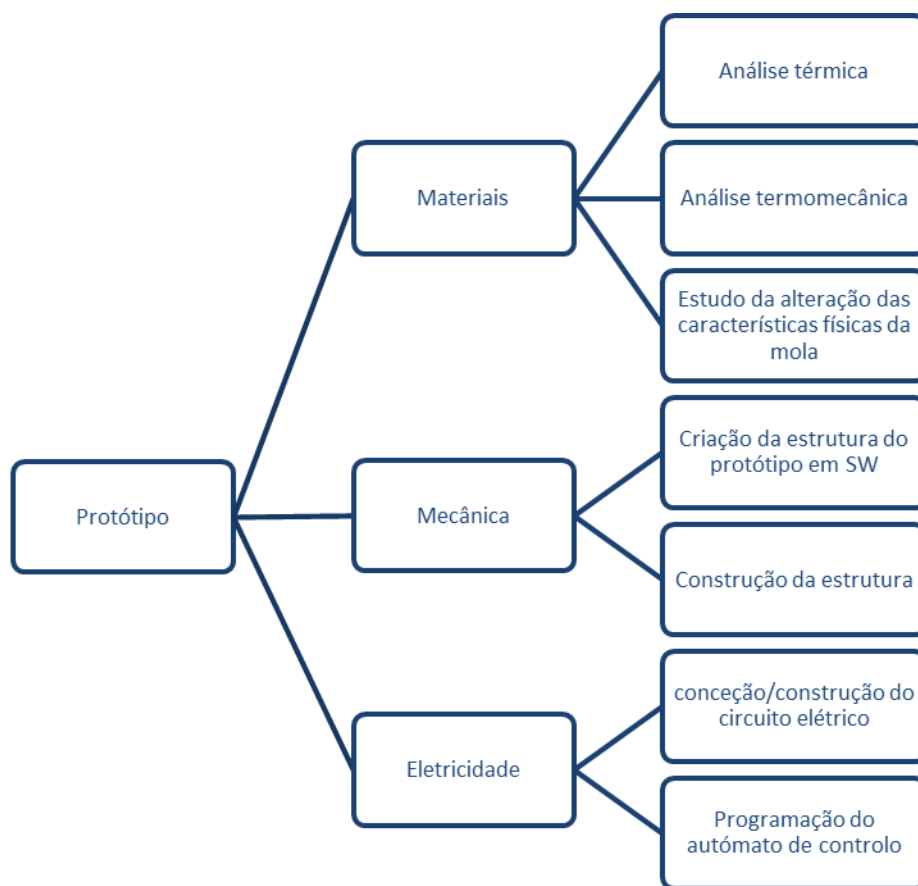 Protótipo
Materiais
Análise térmica
Análise termomecânica
Estudo da alteração das
características físicas da
mola
Mecânica
Criação da estrutura do
protótipo em SW
Construção da estrutura
Eletricidade
conceção/construção do
circuito elétrico
Programação do
autómato de controlo